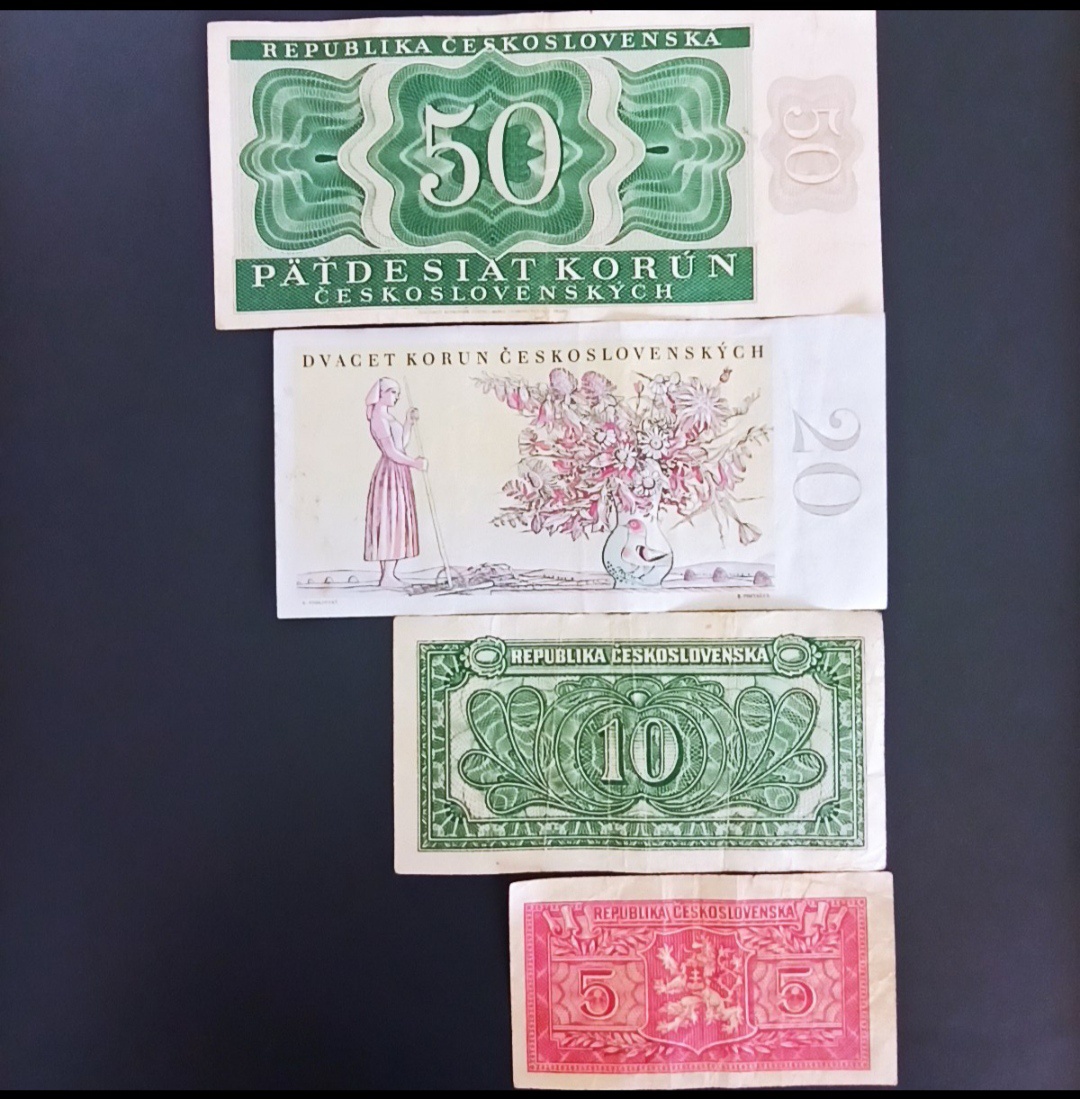 REPUBLIKA ČESKOSLOVENSKÁ
50
50
PÄŤDESIAT KORÚN
ČESKOSLOVENSKÝCH
DVACET KORUN ČESKOSLOVENSKÝCH
20
REPUBLIKA ČESKOSLOVENSKÁ
10
REPUBLIKA ČESKOSLOVENSKÁ
5 5